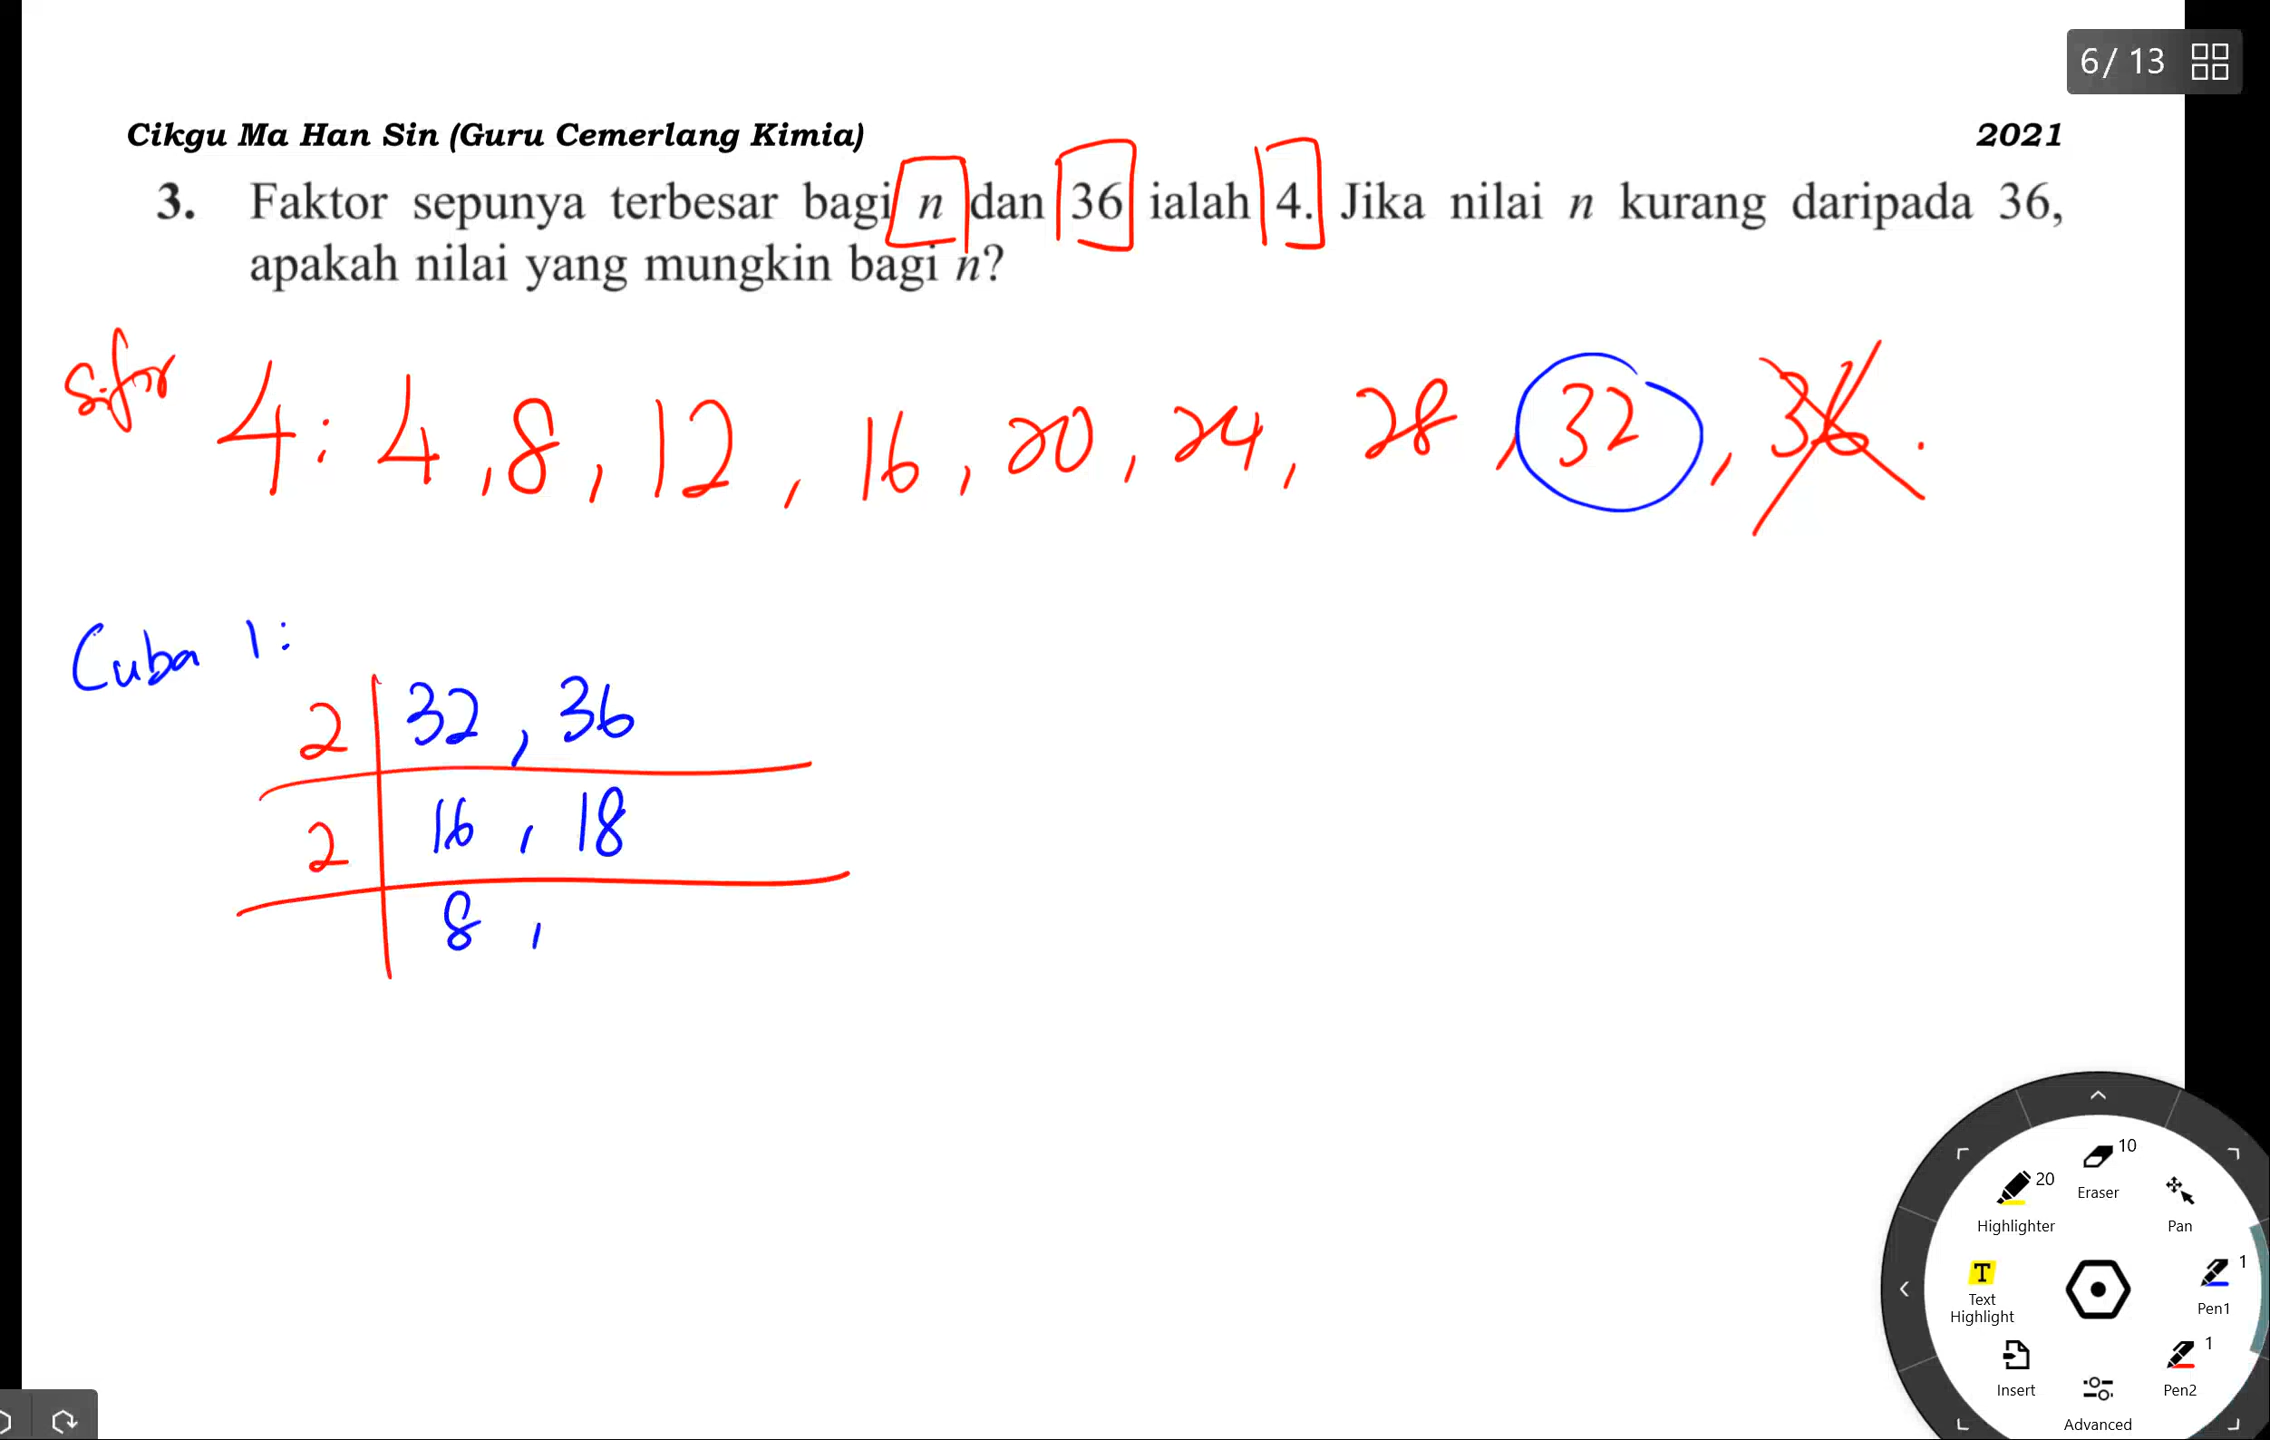 6/ 13
Cikgu Ma Han Sin (Guru Cemerlang Kimia) 2021
3. Faktor sepunya terbesar bagi n dan 36 ialah 4. Jika nilai n kurang daripada 36,
apakah nilai yang mungkin bagi n?
Sifir 4: 4, 8, 12, 16, 20, 24, 28, 32, 36.
Cuba 1:
2 32, 36
2 16, 18
8,
10
Eraser
20
Highlighter
Pan
T
Text
Highlight
1
Pen1
Insert
Advanced
1
Pen2